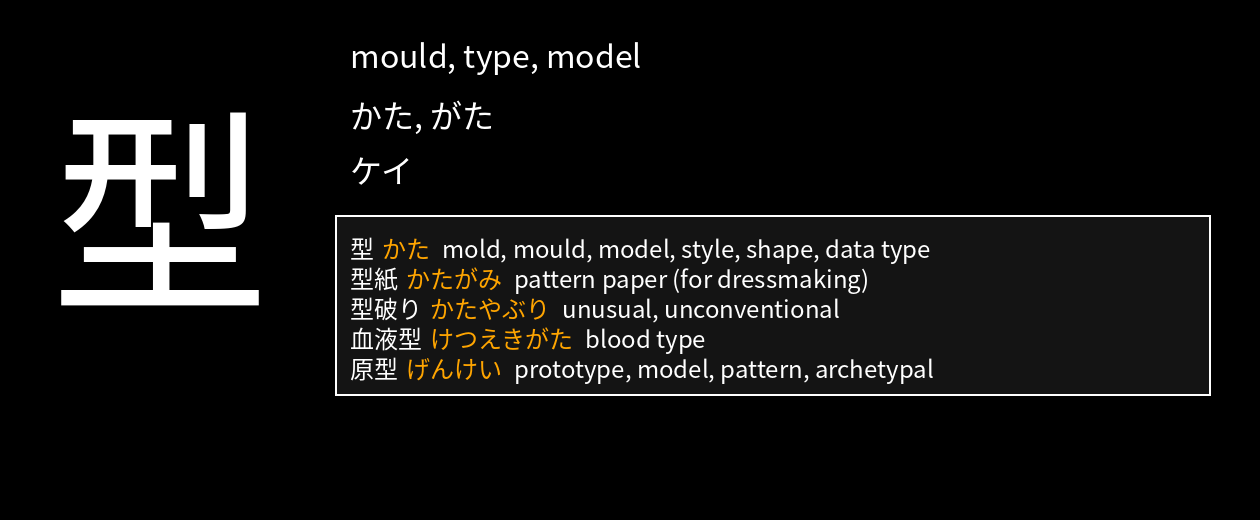 型
mould, type, model
かた, がた
ケイ
型 かた mold, mould, model, style, shape, data type
型紙 かたがみ pattern paper (for dressmaking)
型破り かたやぶり unusual, unconventional
血液型 けつえきがた blood type
原型 げんけい prototype, model, pattern, archetypal